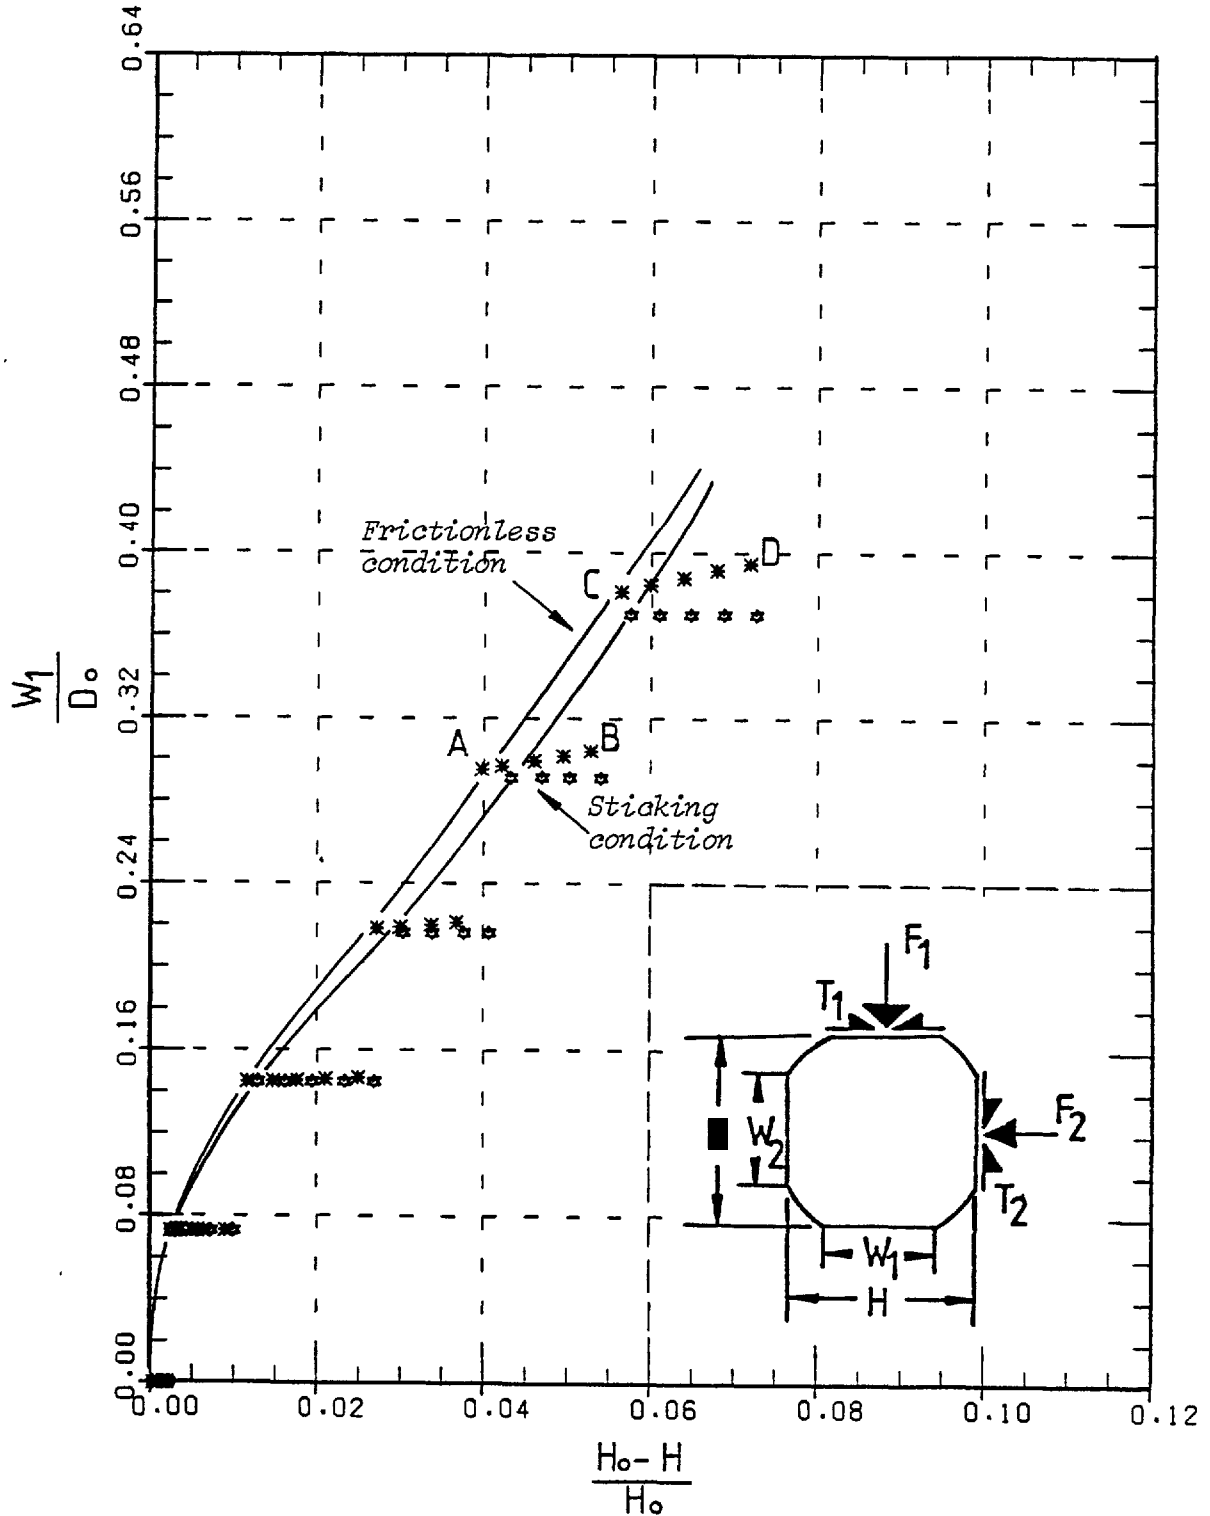 0.64
0.56
0.48
0.40
0.32
0.24
0.16
0.08
0.00
W1
Do
Frictionless
condition
C
D
A
B
Sticking
condition
F1
T1
W2
F2
T2
W1
H
0.00
0.02
0.04
0.06
0.08
0.10
0.12
Ho-H
Ho